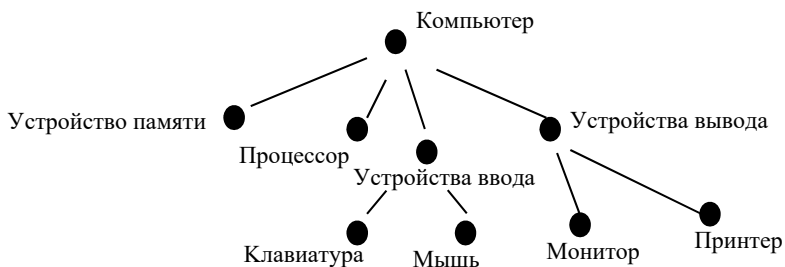 Компьютер
Устройство памяти
Устройства вывода
Процессор
Устройства ввода
Клавиатура
Мышь
Монитор
Принтер